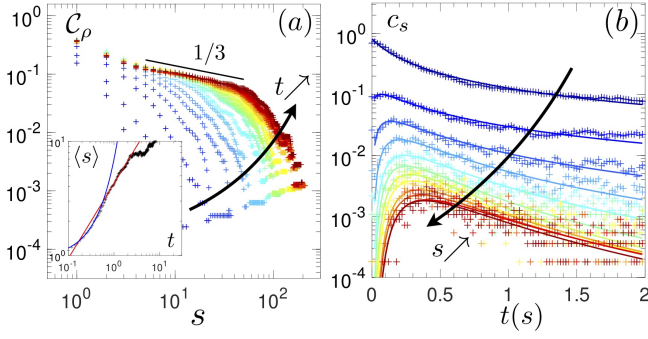 𝒞ρ
(a)
10⁰
10⁻¹
10⁻²
10⁻³
10⁻⁴
1/3
t ↗
10¹
⟨s⟩
t
10⁻¹ 10⁰ 10¹
10⁰ 10¹ 10²
s
cₛ
(b)
10⁰
10⁻¹
10⁻²
10⁻³
10⁻⁴
s ↗
0 0.5 1 1.5 2
t(s)